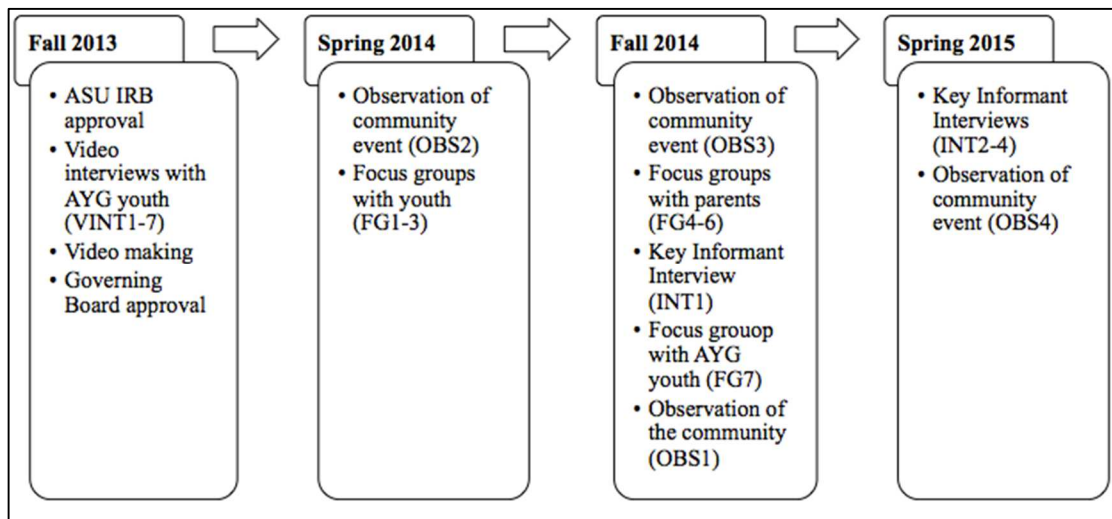 Fall 2013
• ASU IRB
approval
• Video
interviews with
AYG youth
(VINT1-7)
• Video making
• Governing
Board approval
Spring 2014
• Observation of
community
event (OBS2)
• Focus groups
with youth
(FG1-3)
Fall 2014
• Observation of
community
event (OBS3)
• Focus groups
with parents
(FG4-6)
• Key Informant
Interview
(INT1)
• Focus grouop
with AYG
youth (FG7)
• Observation of
the community
(OBS1)
Spring 2015
• Key Informant
Interviews
(INT2-4)
• Observation of
community
event (OBS4)